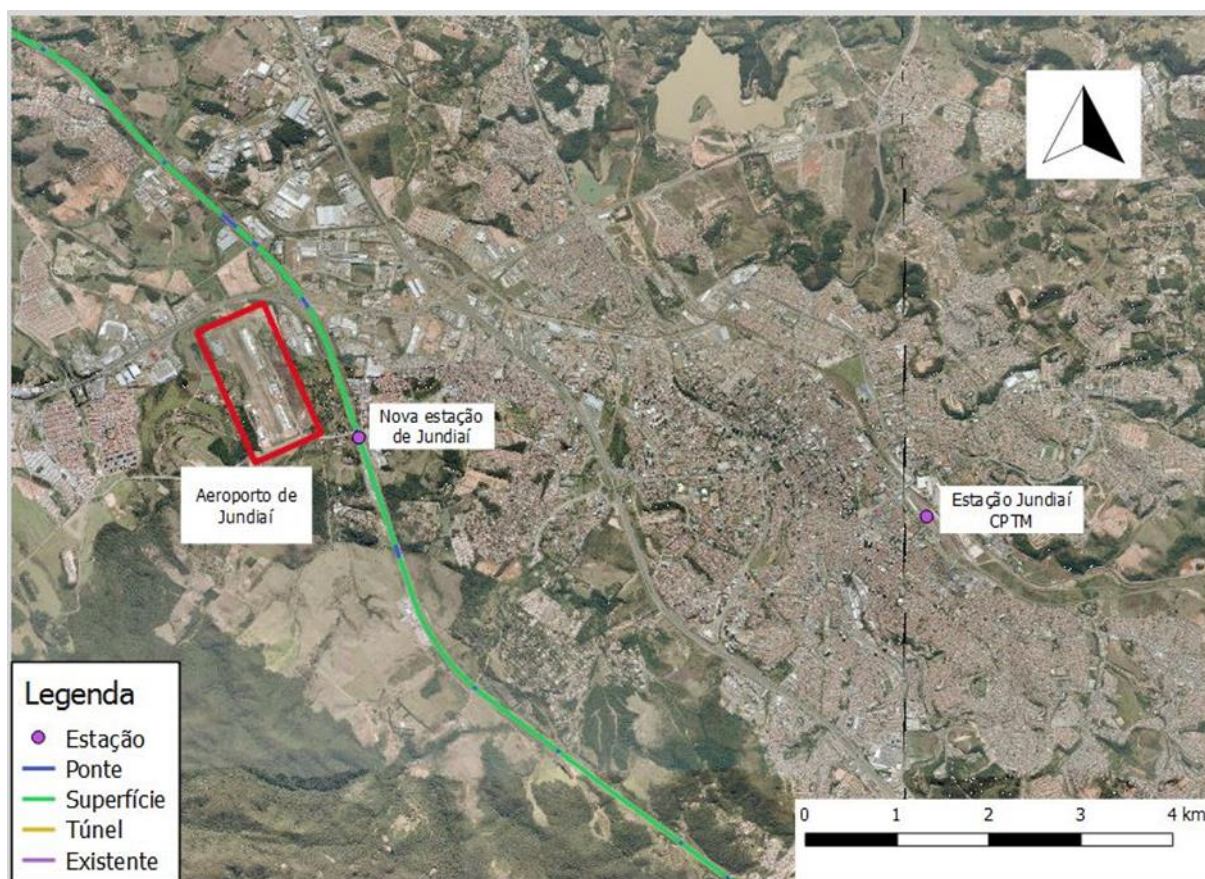 Nova estação
de Jundiaí
Aeroporto de
Jundiaí
Estação Jundiaí
CPTM
Legenda
Estação
Ponte
Superfície
Túnel
Existente
0 1 2 3 4 km